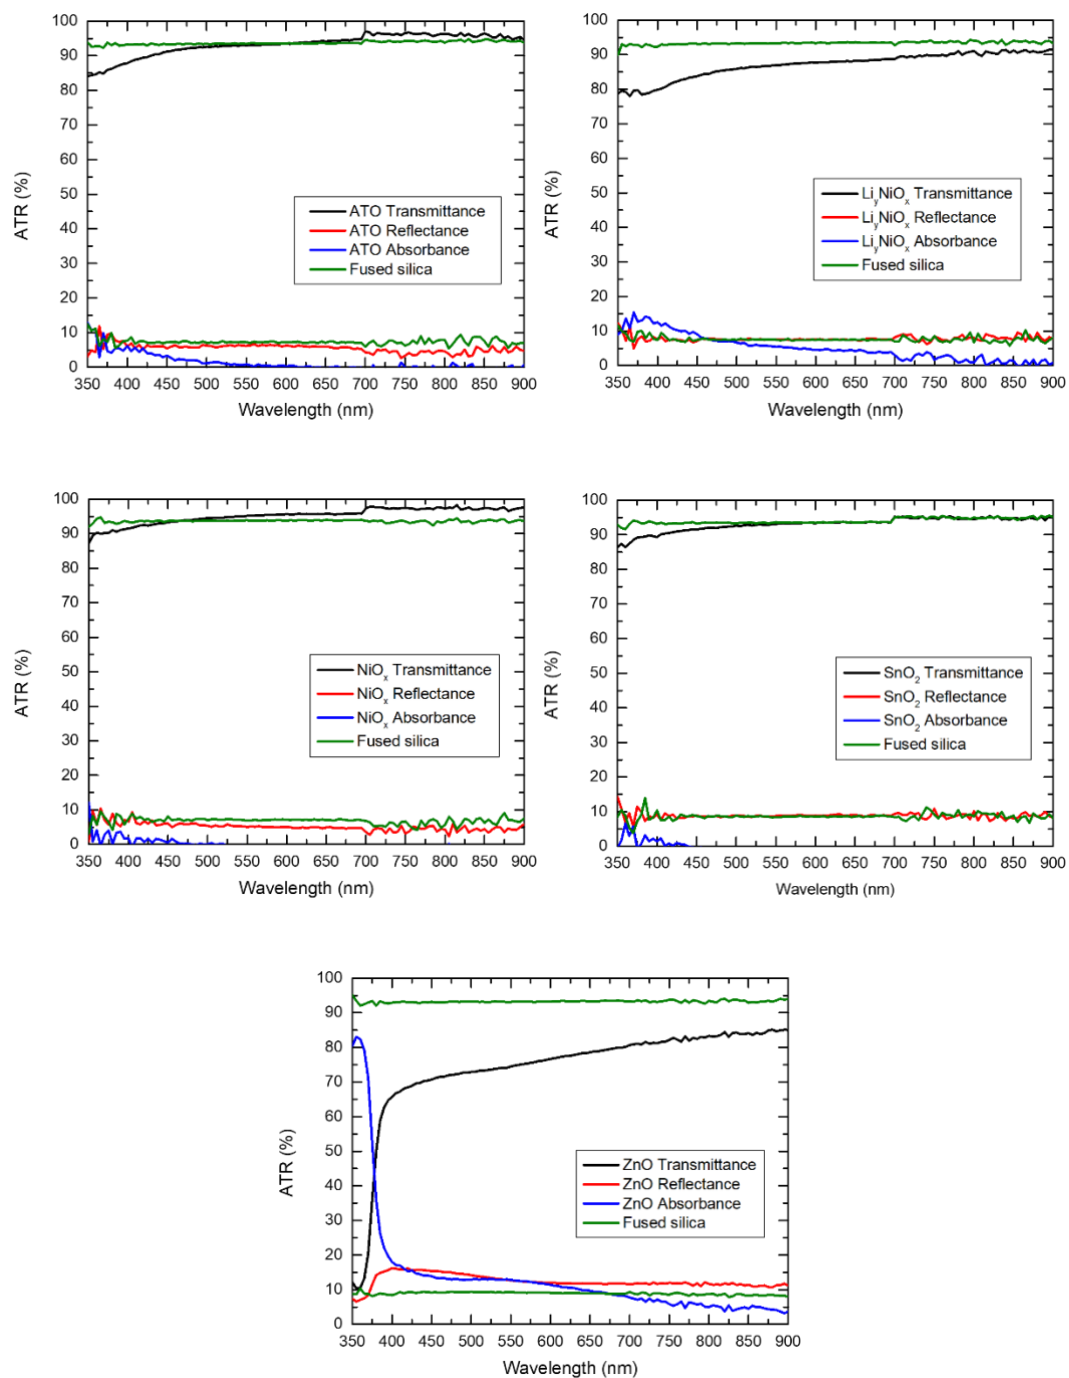 100
90
80
70
60
50
40
30
20
10
0
ATR (%)
ATO Transmittance
ATO Reflectance
ATO Absorbance
Fused silica
350 400 450 500 550 600 650 700 750 800 850 900
Wavelength (nm)
100
90
80
70
60
50
40
30
20
10
0
ATR (%)
LiyNiOx Transmittance
LiyNiOx Reflectance
LiyNiOx Absorbance
Fused silica
350 400 450 500 550 600 650 700 750 800 850 900
Wavelength (nm)
100
90
80
70
60
50
40
30
20
10
0
ATR (%)
NiOx Transmittance
NiOx Reflectance
NiOx Absorbance
Fused silica
350 400 450 500 550 600 650 700 750 800 850 900
Wavelength (nm)
100
90
80
70
60
50
40
30
20
10
0
ATR (%)
SnO2 Transmittance
SnO2 Reflectance
SnO2 Absorbance
Fused silica
350 400 450 500 550 600 650 700 750 800 850 900
Wavelength (nm)
100
90
80
70
60
50
40
30
20
10
0
ATR (%)
ZnO Transmittance
ZnO Reflectance
ZnO Absorbance
Fused silica
350 400 450 500 550 600 650 700 750 800 850 900
Wavelength (nm)